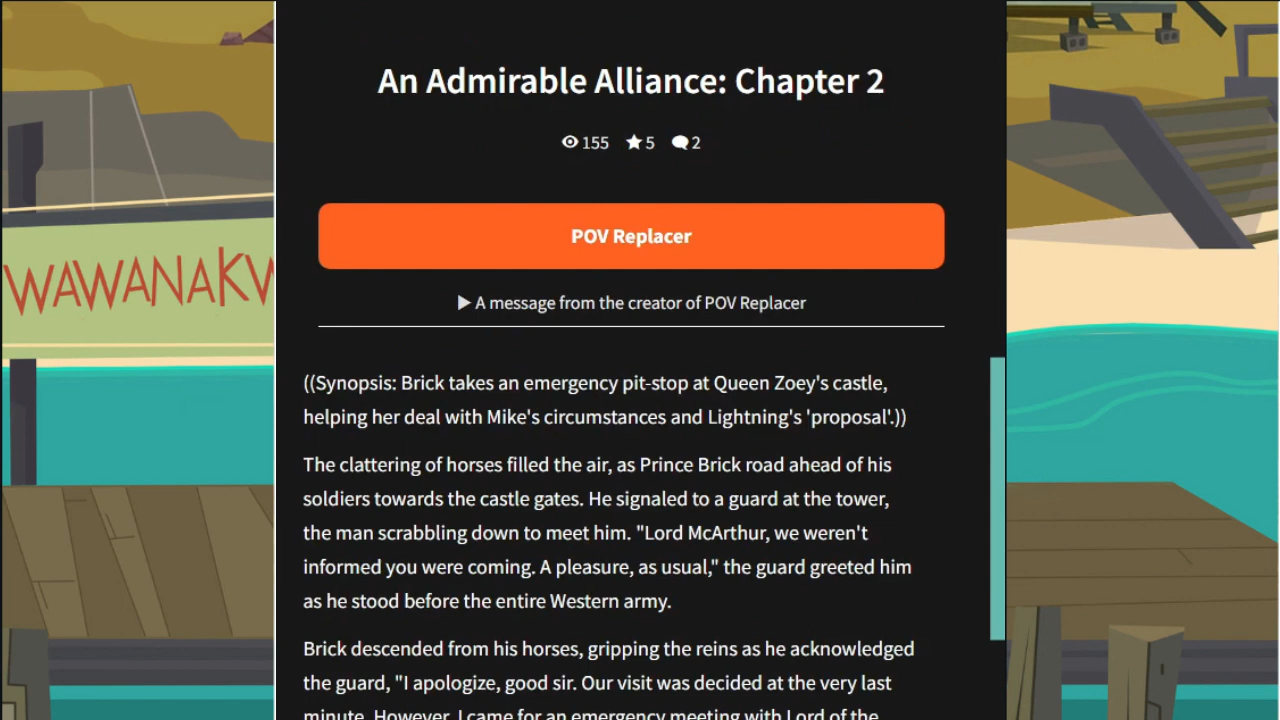 An Admirable Alliance: Chapter 2
155 5 2
POV Replacer
A message from the creator of POV Replacer
WAWANAKW
((Synopsis: Brick takes an emergency pit-stop at Queen Zoey's castle,
helping her deal with Mike's circumstances and Lightning's 'proposal'.))
The clattering of horses filled the air, as Prince Brick road ahead of his
soldiers towards the castle gates. He signaled to a guard at the tower,
the man scrabbling down to meet him. "Lord McArthur, we weren't
informed you were coming. A pleasure, as usual," the guard greeted him
as he stood before the entire Western army.
Brick descended from his horses, gripping the reins as he acknowledged
the guard, "I apologize, good sir. Our visit was decided at the very last
minute. However, I came for an emergency meeting with Lord of the